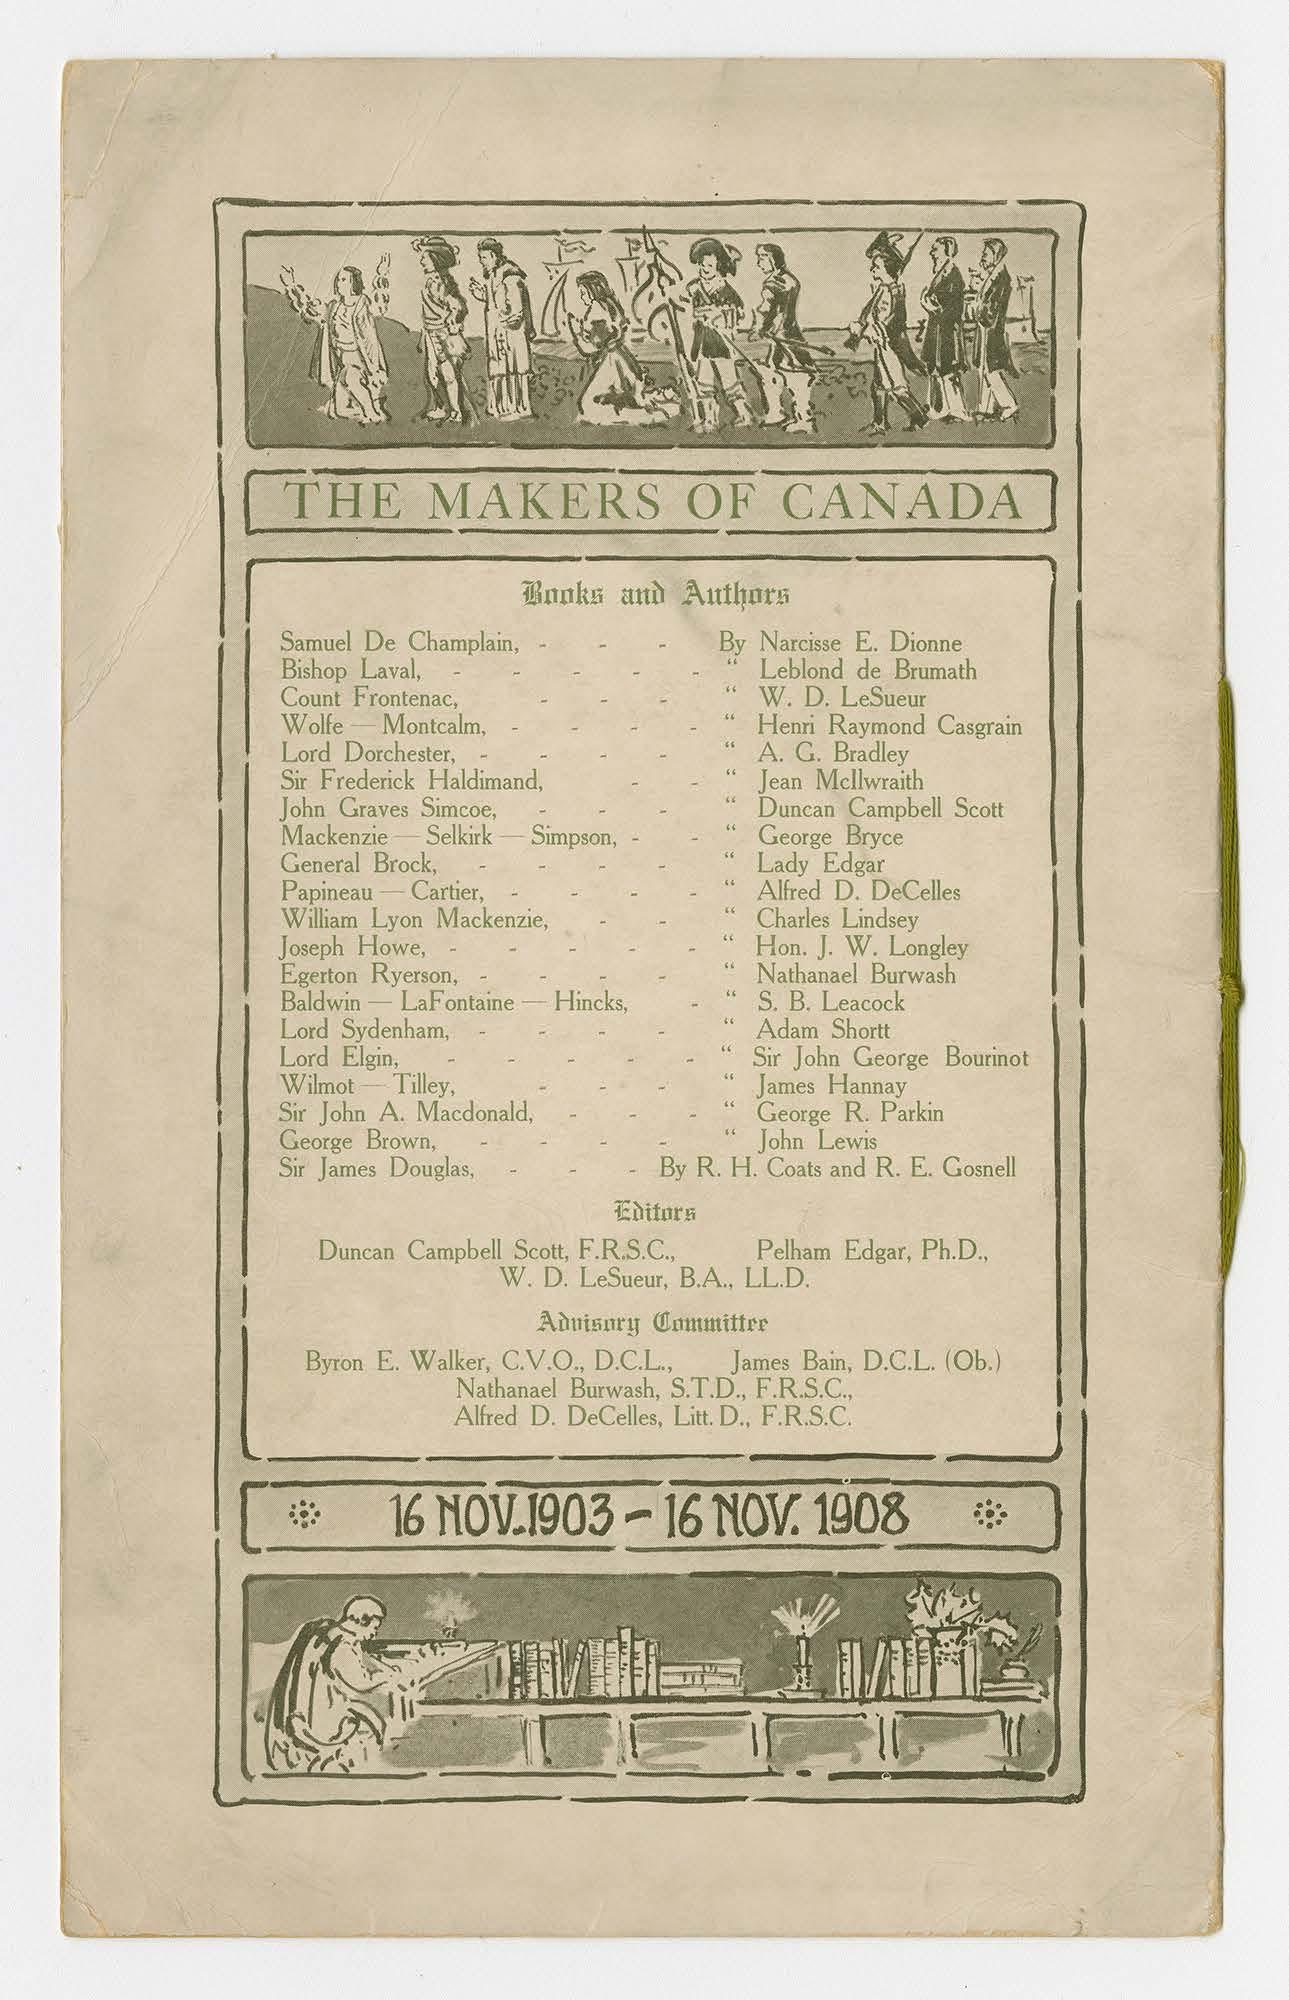 THE MAKERS OF CANADA
Books and Authors
Samuel De Champlain, - - - By Narcisse E. Dionne
Bishop Laval, - - - - - “ Leblond de Brumath
Count Frontenac, - - - “ W. D. LeSueur
Wolfe — Montcalm, - - - - “ Henri Raymond Casgrain
Lord Dorchester, - - - - “ A. G. Bradley
Sir Frederick Haldimand, - - “ Jean McIlwraith
John Graves Simcoe, - - - “ Duncan Campbell Scott
Mackenzie — Selkirk — Simpson, - - “ George Bryce
General Brock, - - - - “ Lady Edgar
Papineau — Cartier, - - - - “ Alfred D. DeCelles
William Lyon Mackenzie, - - “ Charles Lindsey
Joseph Howe, - - - - - “ Hon. J. W. Longley
Egerton Ryerson, - - - - “ Nathanael Burwash
Baldwin — LaFontaine — Hincks, - “ S. B. Leacock
Lord Sydenham, - - - - “ Adam Shortt
Lord Elgin, - - - - - “ Sir John George Bourinot
Wilmot — Tilley, - - - “ James Hannay
Sir John A. Macdonald, - - - “ George R. Parkin
George Brown, - - - - “ John Lewis
Sir James Douglas, - - - By R. H. Coats and R. E. Gosnell
Editors
Duncan Campbell Scott, F.R.S.C., Pelham Edgar, Ph.D.,
W. D. LeSueur, B.A., LL.D.
Advisory Committee
Byron E. Walker, C.V.O., D.C.L., James Bain, D.C.L. (Ob.)
Nathanael Burwash, S.T.D., F.R.S.C.,
Alfred D. DeCelles, Litt. D., F.R.S.C.
16 NOV. 1903 – 16 NOV. 1908